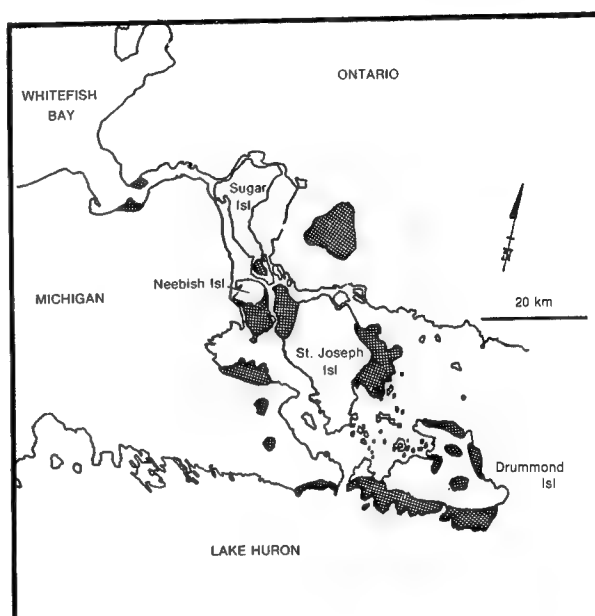 ONTARIO
WHITEFISH
BAY
Sugar
Isl
Neebish Isl
MICHIGAN
20 km
St. Joseph
Isl
Drummond
Isl
LAKE HURON